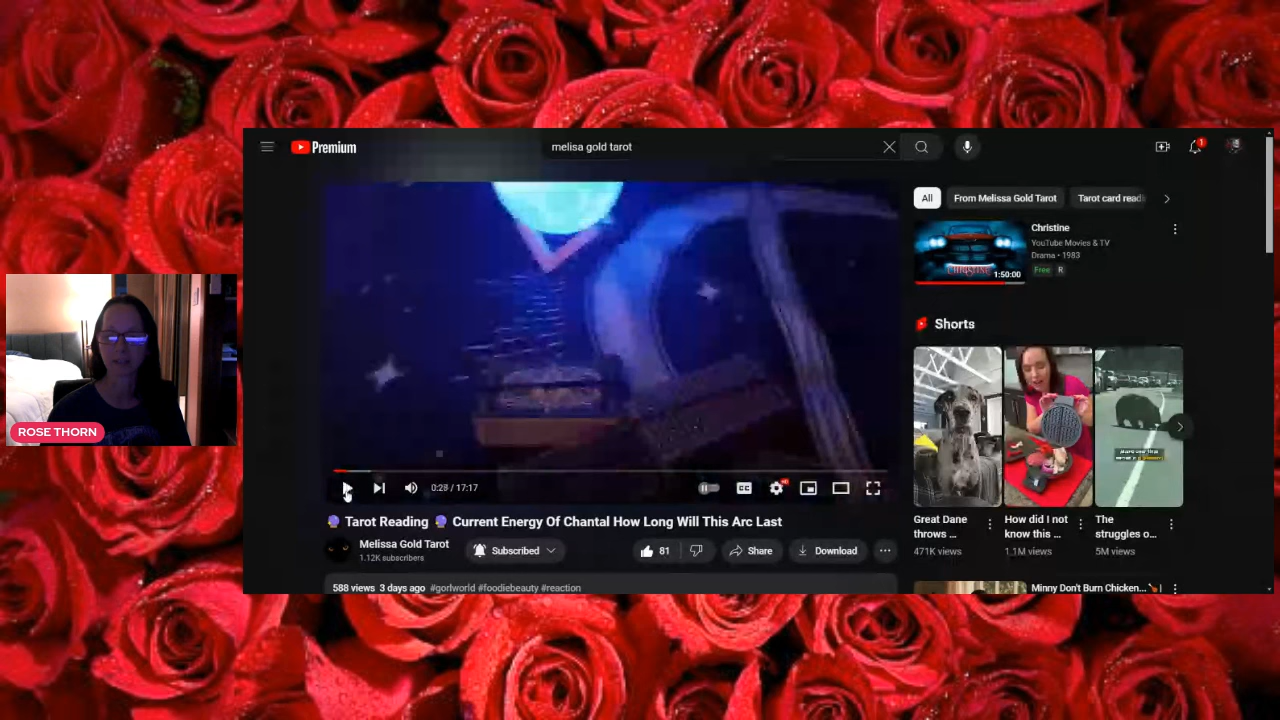 Premium
melisa gold tarot
All
From Melissa Gold Tarot
Tarot card readi
Christine
YouTube Movies & TV
Drama • 1983
Free R
CHRISTINE
1:50:00
Shorts
ROSE THORN
0:28 / 17:17
CC
🔮 Tarot Reading 🔮 Current Energy Of Chantal How Long Will This Arc Last
Melissa Gold Tarot
1.12K subscribers
Subscribed
81
Share
Download
Great Dane throws ...
471K views
How did I not know this ...
1.1M views
The struggles o...
5M views
588 views 3 days ago #gorlworld #foodiebeauty #reaction
Minny Don't Burn Chicken...